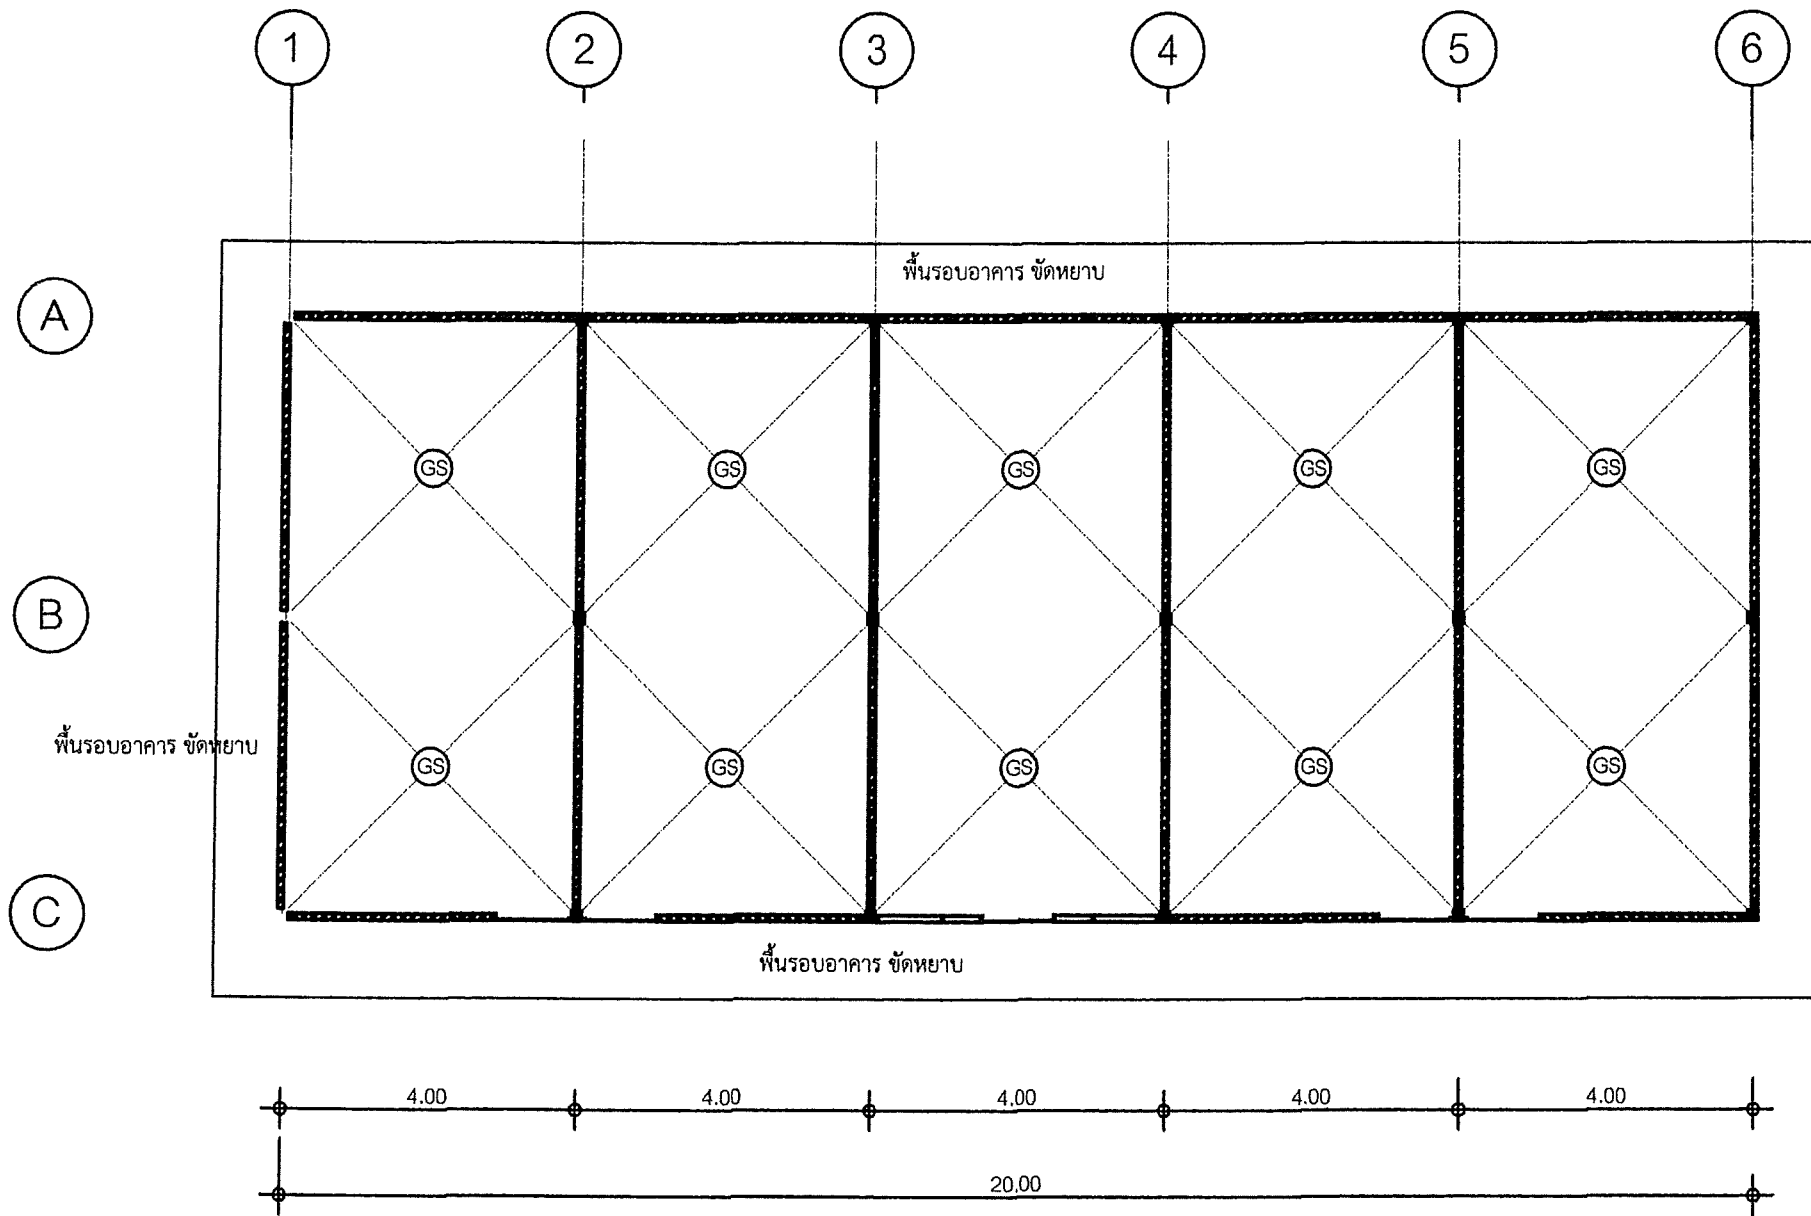 1 2 3 4 5 6
พื้นรอบอาคาร ขัดหยาบ
A
GS GS GS GS GS
B
พื้นรอบอาคาร ขัดหยาบ
GS GS GS GS GS
C
พื้นรอบอาคาร ขัดหยาบ
4.00 4.00 4.00 4.00 4.00
20.00